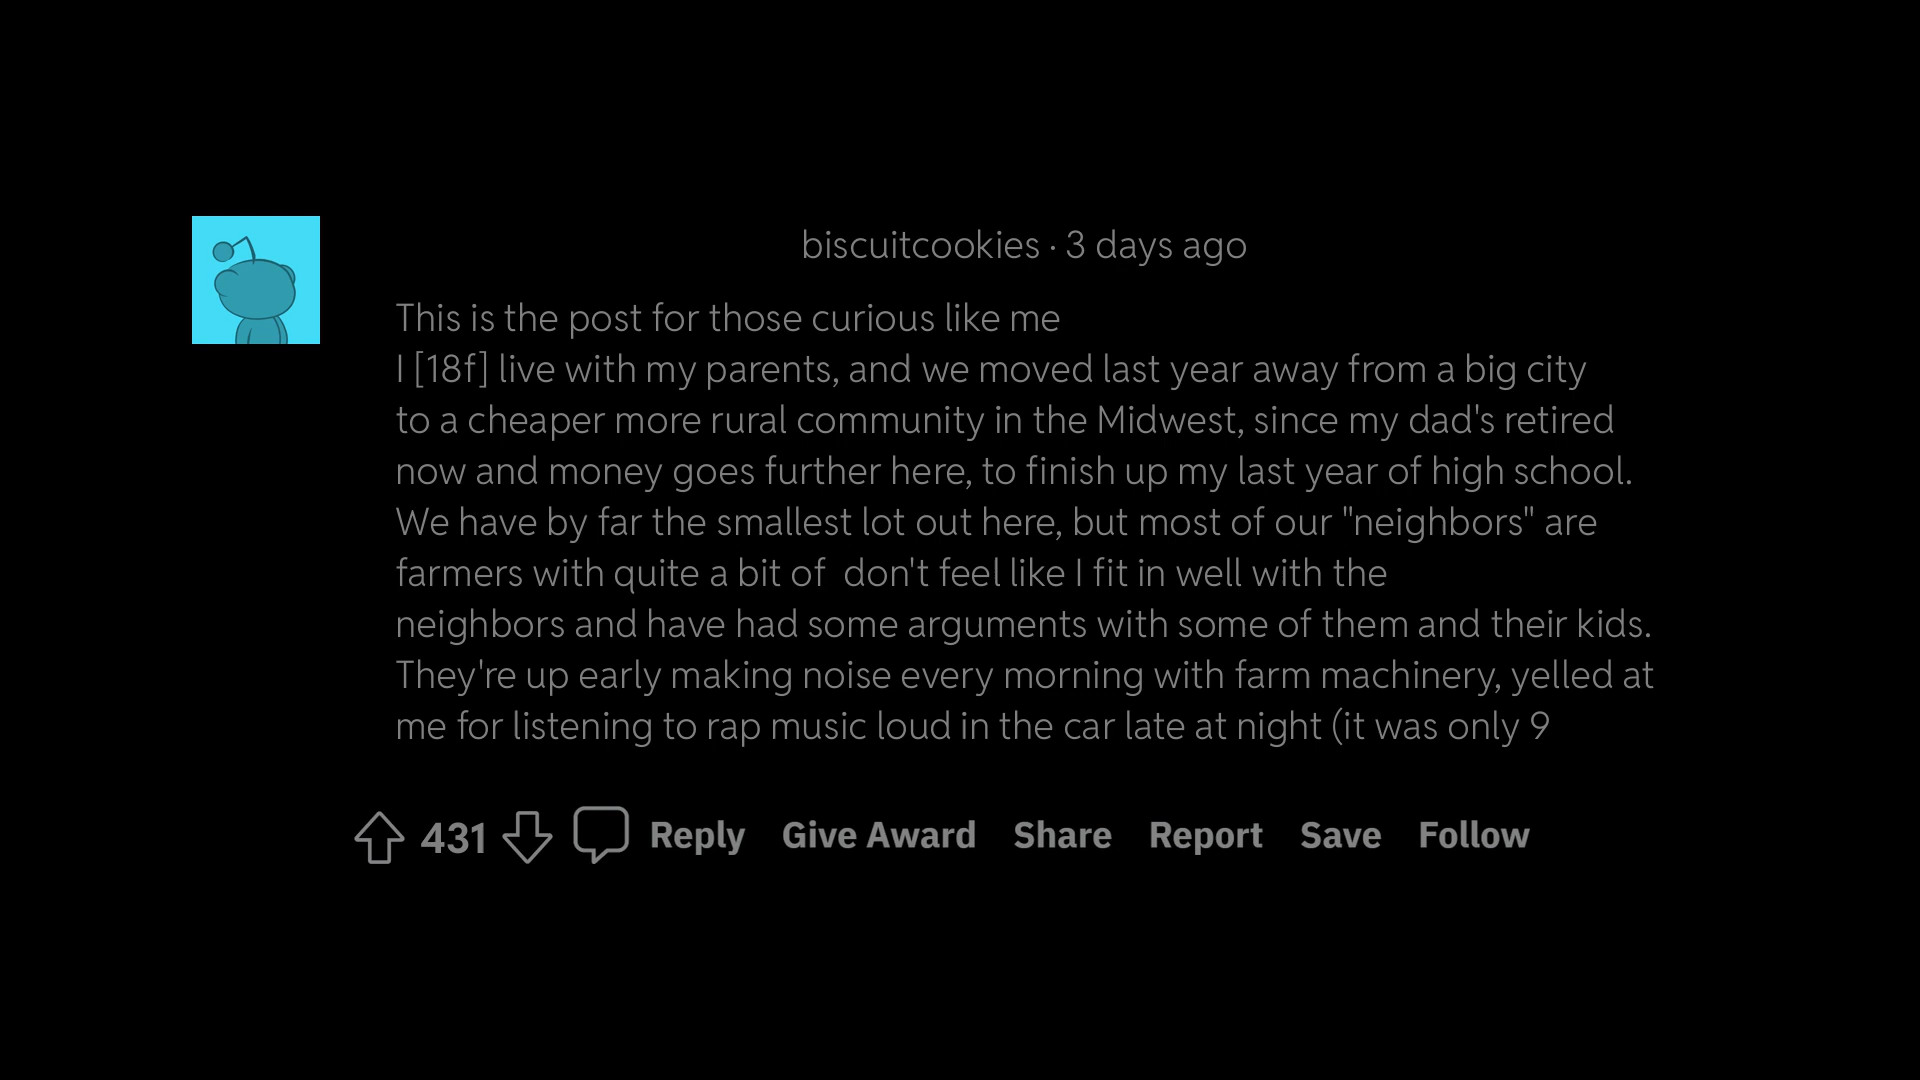 biscuitcookies · 3 days ago
This is the post for those curious like me
I [18f] live with my parents, and we moved last year away from a big city
to a cheaper more rural community in the Midwest, since my dad's retired
now and money goes further here, to finish up my last year of high school.
We have by far the smallest lot out here, but most of our "neighbors" are
farmers with quite a bit of  don't feel like I fit in well with the
neighbors and have had some arguments with some of them and their kids.
They're up early making noise every morning with farm machinery, yelled at
me for listening to rap music loud in the car late at night (it was only 9
431 Reply Give Award Share Report Save Follow